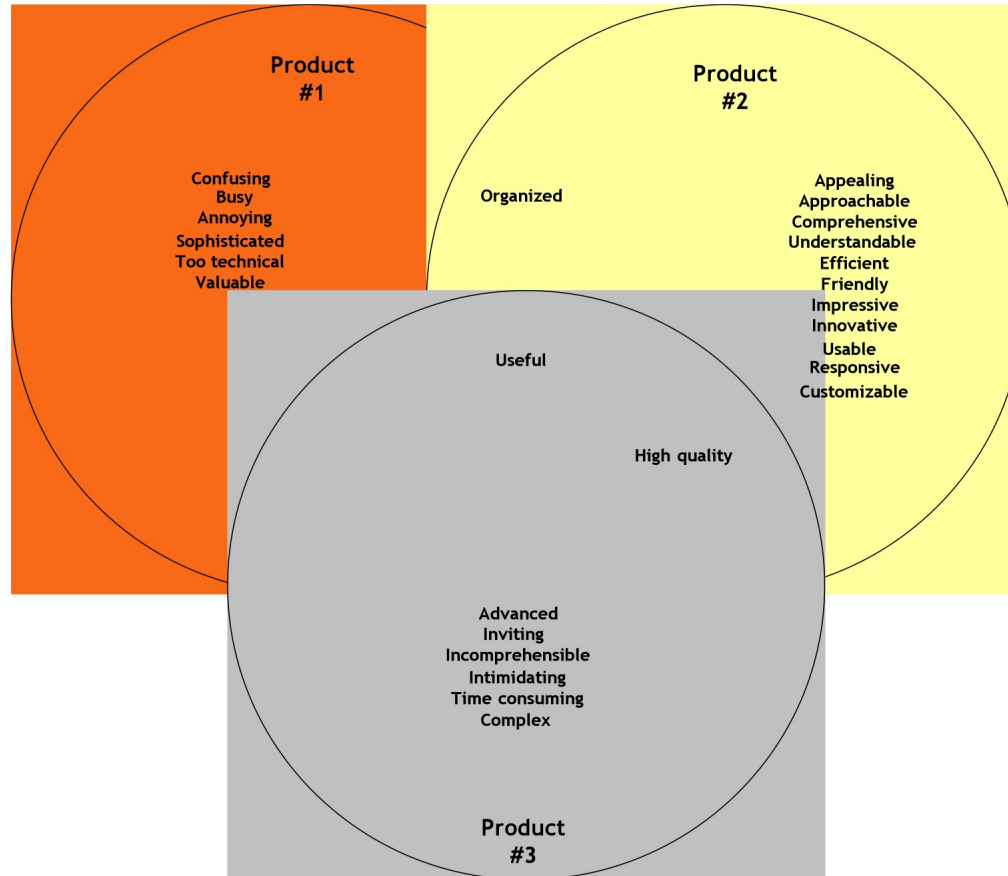 Product
#1
Confusing
Busy
Annoying
Sophisticated
Too technical
Valuable
Product
#2
Organized
Appealing
Approachable
Comprehensive
Understandable
Efficient
Friendly
Impressive
Innovative
Usable
Responsive
Customizable
Useful
High quality
Advanced
Inviting
Incomprehensible
Intimidating
Time consuming
Complex
Product
#3